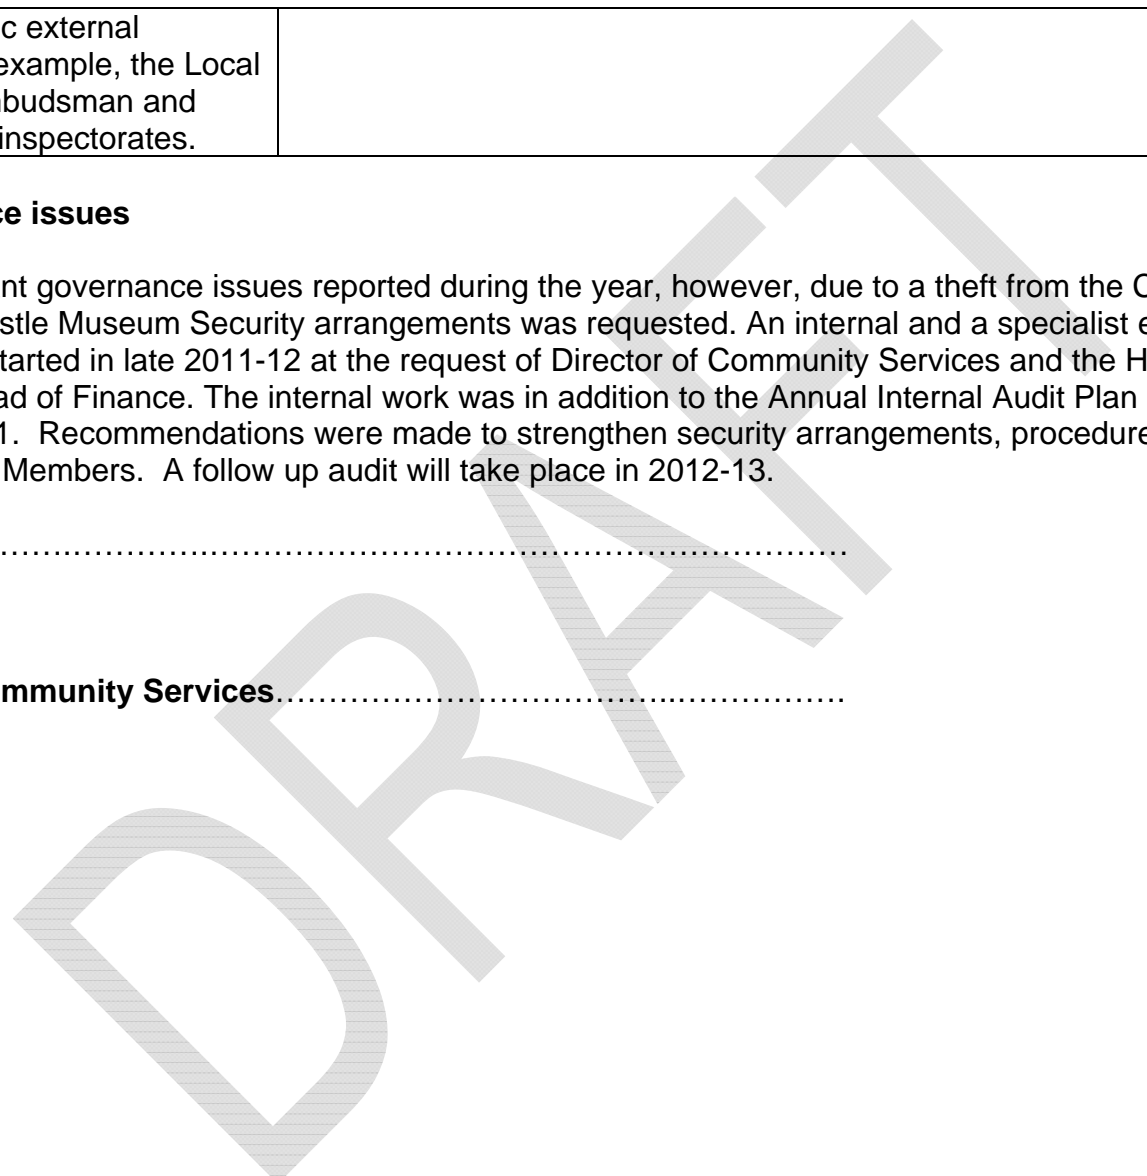 c external
example, the Local
budsman and
inspectorates.
ce issues
nt governance issues reported during the year, however, due to a theft from the C
stle Museum Security arrangements was requested. An internal and a specialist e
tarted in late 2011-12 at the request of Director of Community Services and the H
ad of Finance. The internal work was in addition to the Annual Internal Audit Plan
1. Recommendations were made to strengthen security arrangements, procedure
Members. A follow up audit will take place in 2012-13.
…….………….……………………………………………………………
mmunity Services……………….………………….…………….
DRAFT